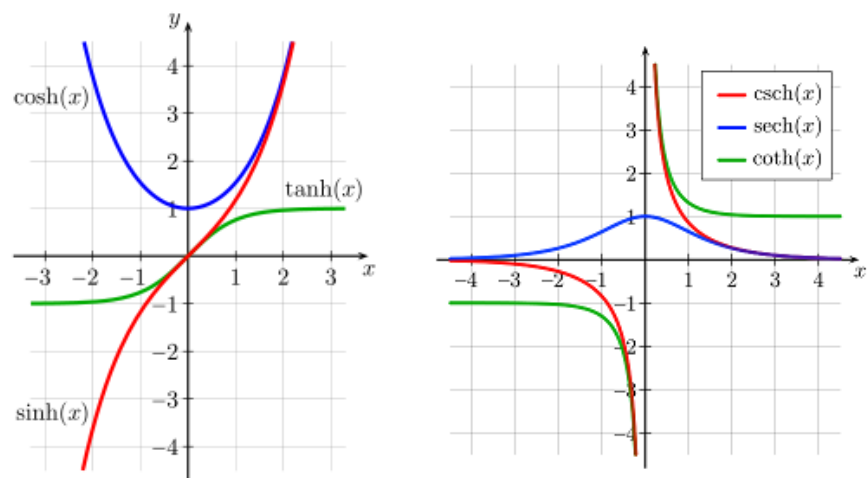 y
4
cosh(x)
3
2
tanh(x)
1
−3 −2 −1 1 2 3 x
−1
−2
−3
sinh(x)
−4
4
csch(x)
3
sech(x)
2
coth(x)
1
−4 −3 −2 −1 1 2 3 4 x
−1
−2
−3
−4